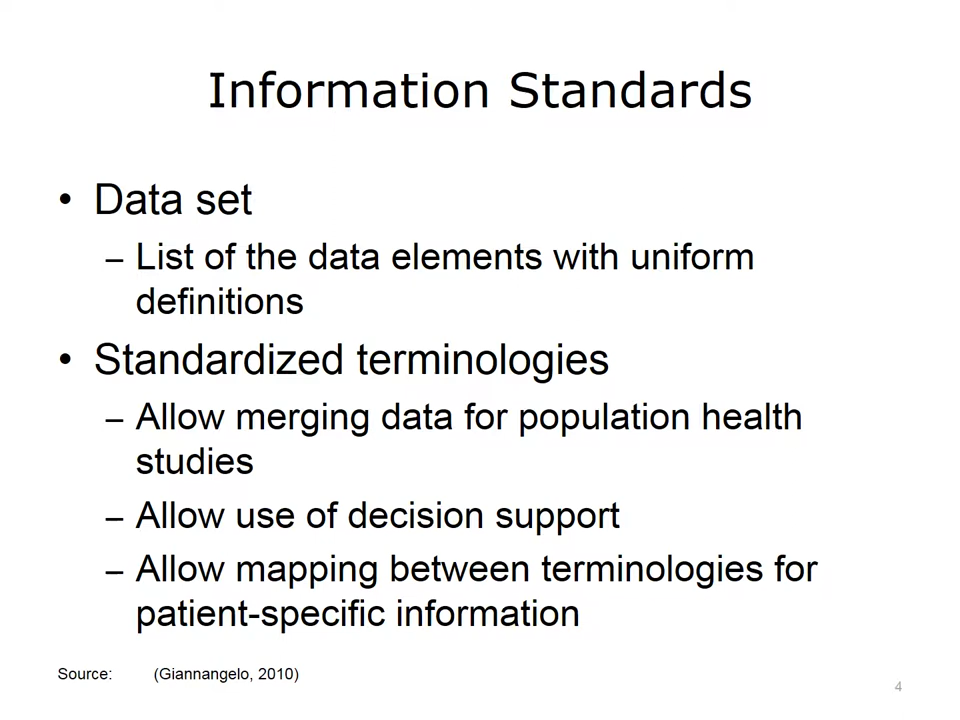 Information Standards
• Data set
– List of the data elements with uniform
definitions
• Standardized terminologies
– Allow merging data for population health
studies
– Allow use of decision support
– Allow mapping between terminologies for
patient-specific information
Source: (Giannangelo, 2010)
4